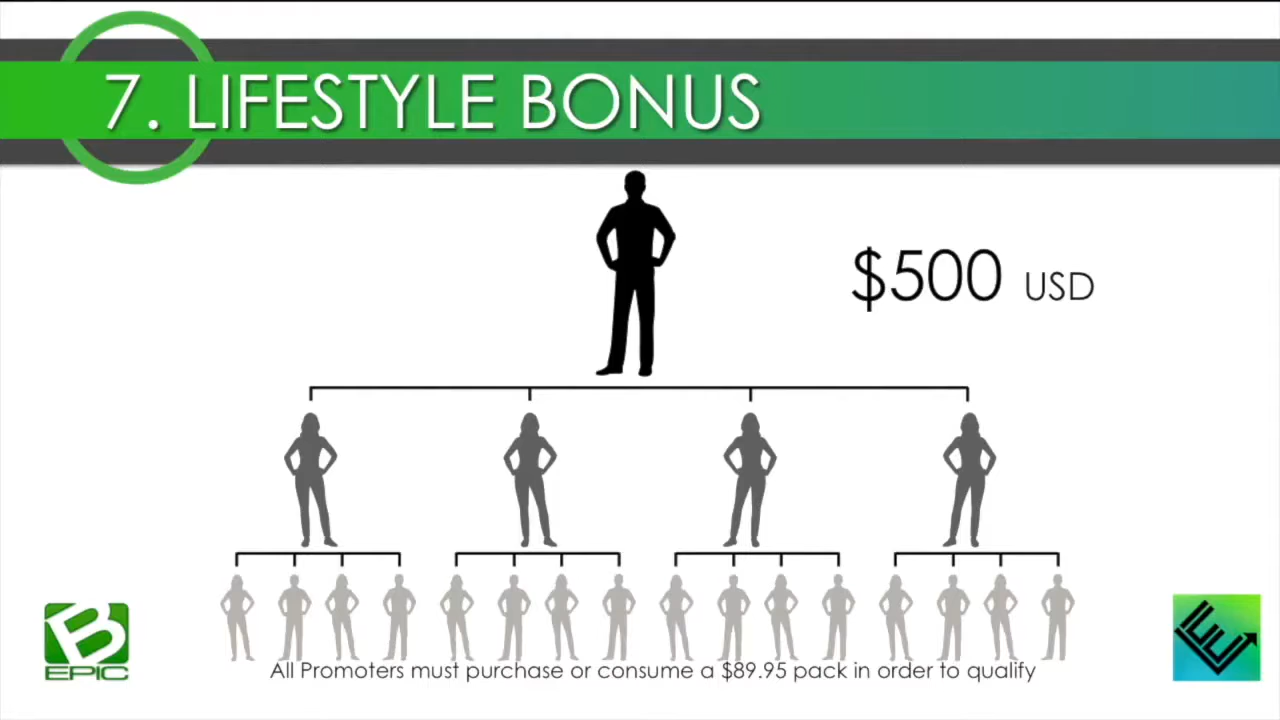 7. LIFESTYLE BONUS
$500 USD
B
EPIC
All Promoters must purchase or consume a $89.95 pack in order to qualify